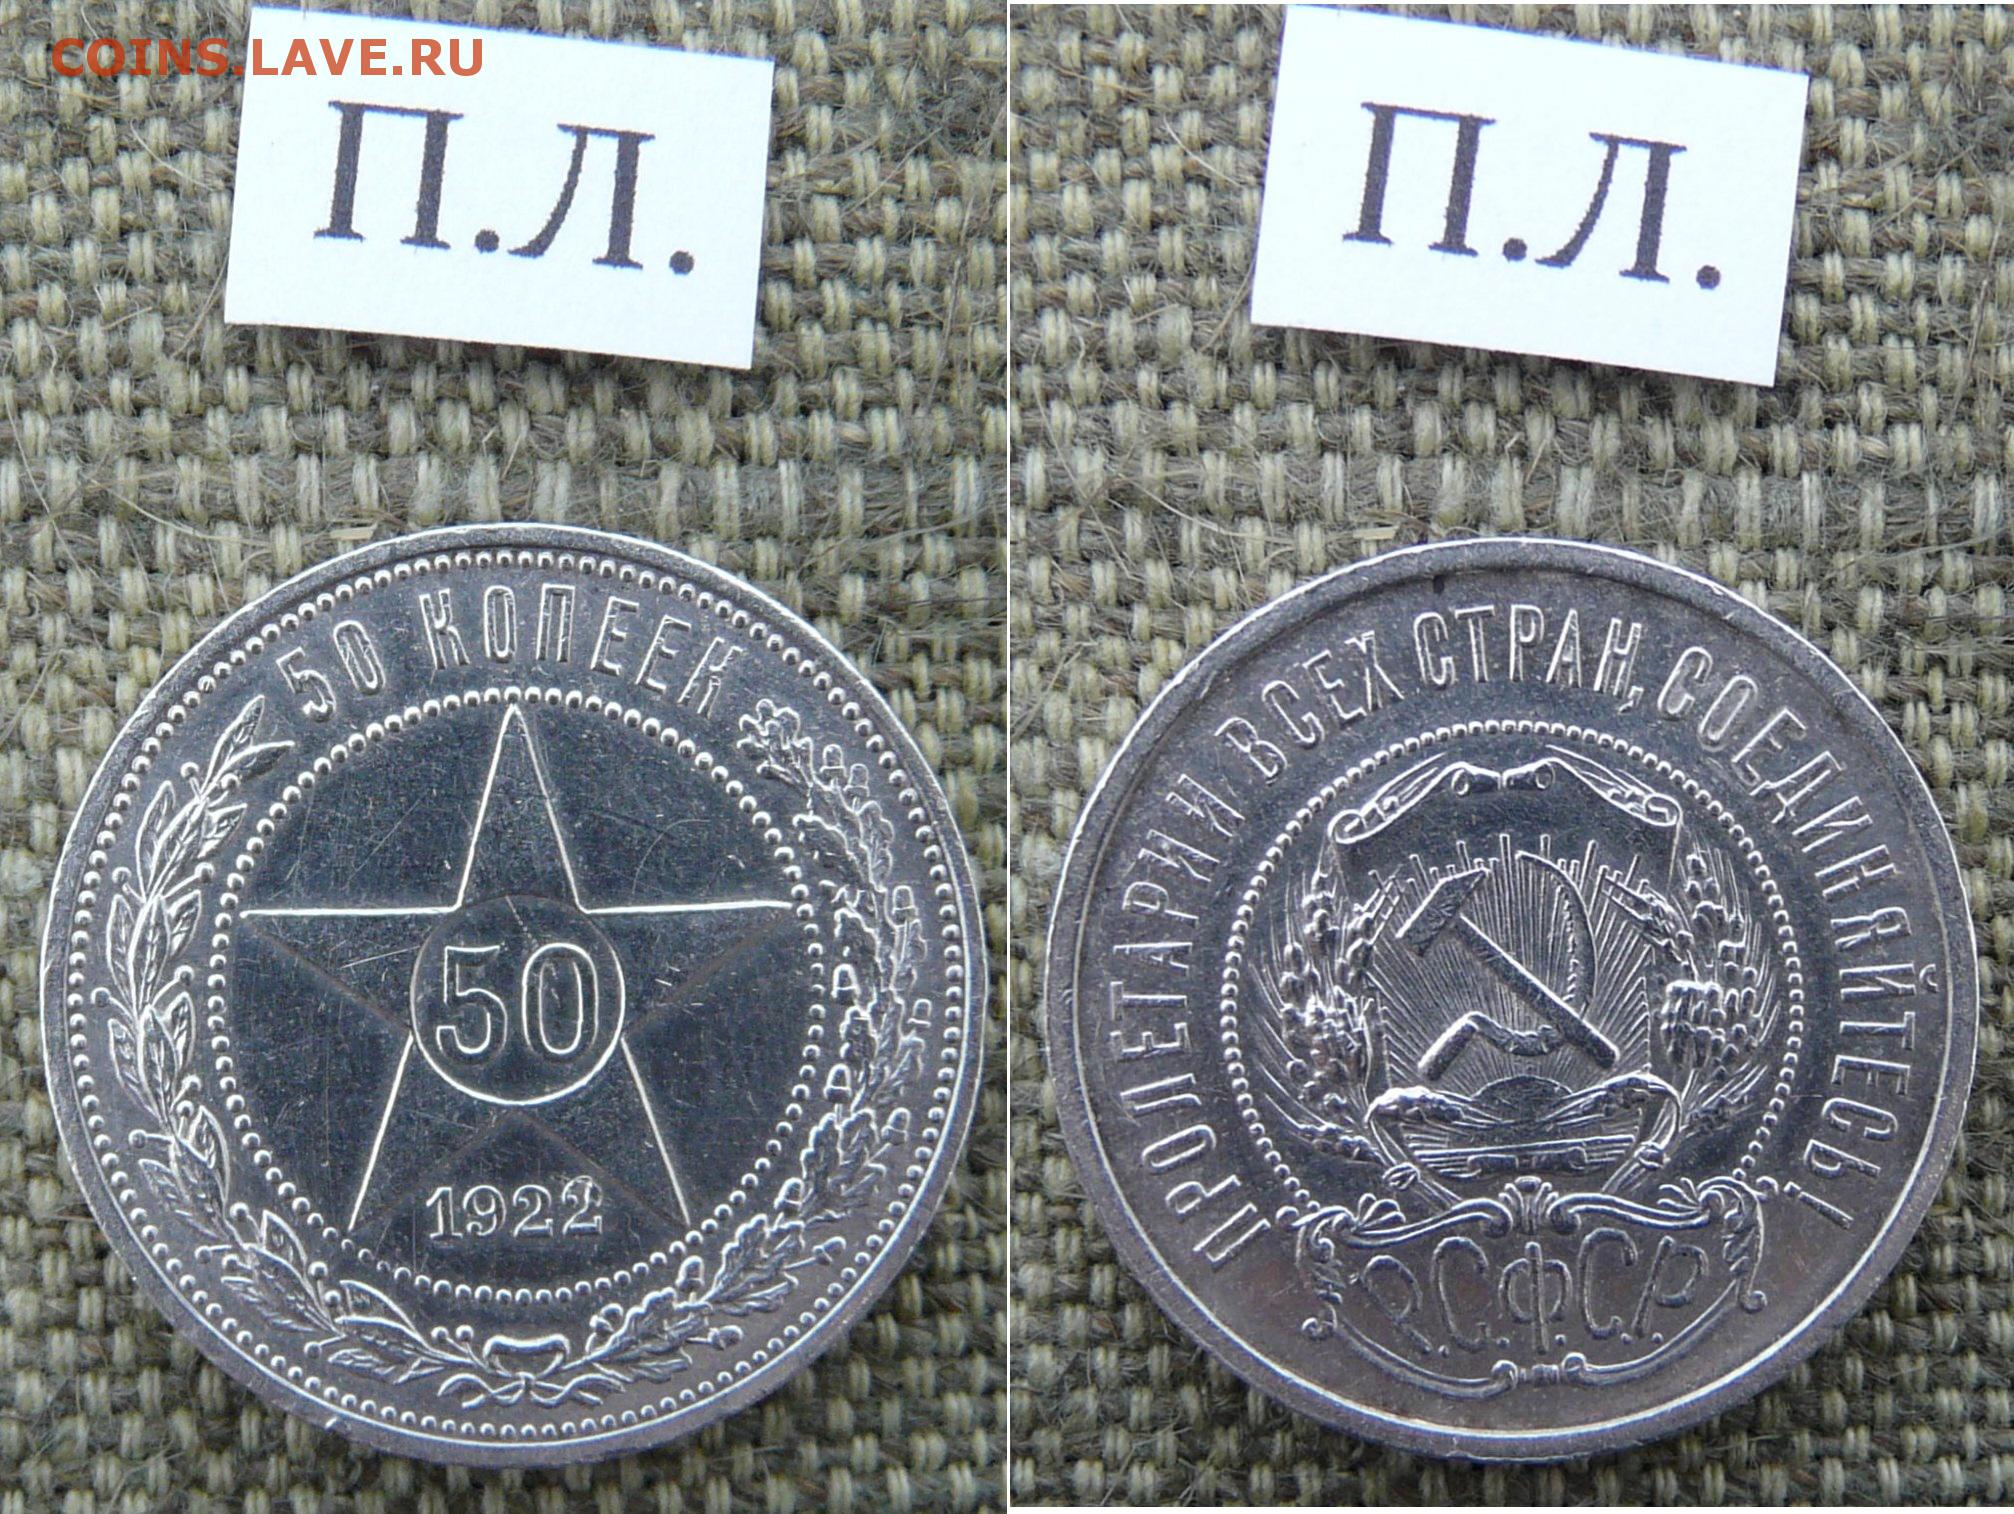 COINS.LAVE.RU
П.Л.
П.Л.
50 КОПЕЕК
50
1922
ПРОЛЕТАРИИ ВСЕХ СТРАН, СОЕДИНЯЙТЕСЬ!
Р.С.Ф.С.Р.